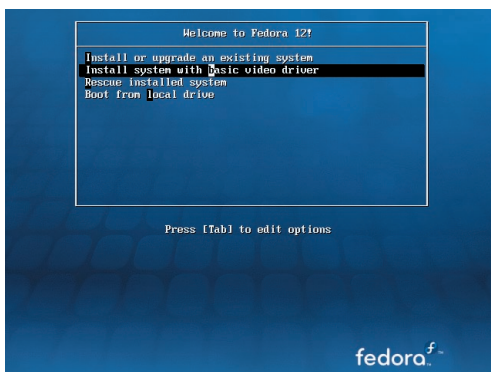 Welcome to Fedora 12!
Install or upgrade an existing system
Install system with basic video driver
Rescue installed system
Boot from local drive
Press [Tab] to edit options
fedora